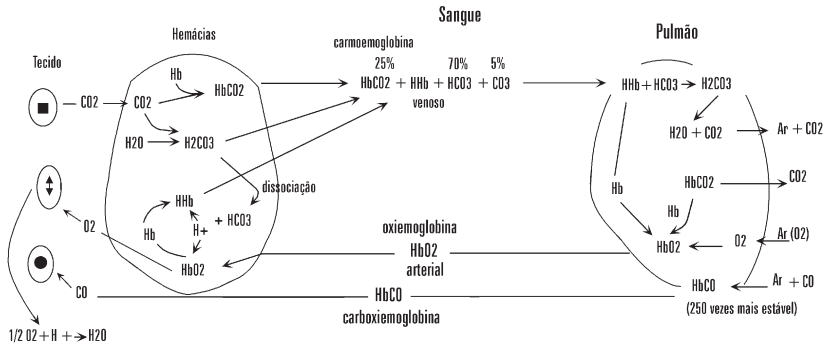 Sangue
Hemácias
Pulmão
Tecido
carmoemoglobina
25% 70% 5%
HbCO2 + HHb + HCO3 + CO3
venoso
Hb
HbCO2
CO2
CO2
H2O
H2CO3
dissociação
HHb
+ HCO3
H+
Hb
HbO2
O2
CO
1/2 O2 + H + H2O
oxiemoglobina
HbO2
arterial
HbCO
carboxiemoglobina
HHb + HCO3 H2CO3
H2O + CO2
Ar + CO2
Hb
HbCO2
CO2
Hb
HbO2
O2
Ar (O2)
HbCO
Ar + CO
(250 vezes mais estável)